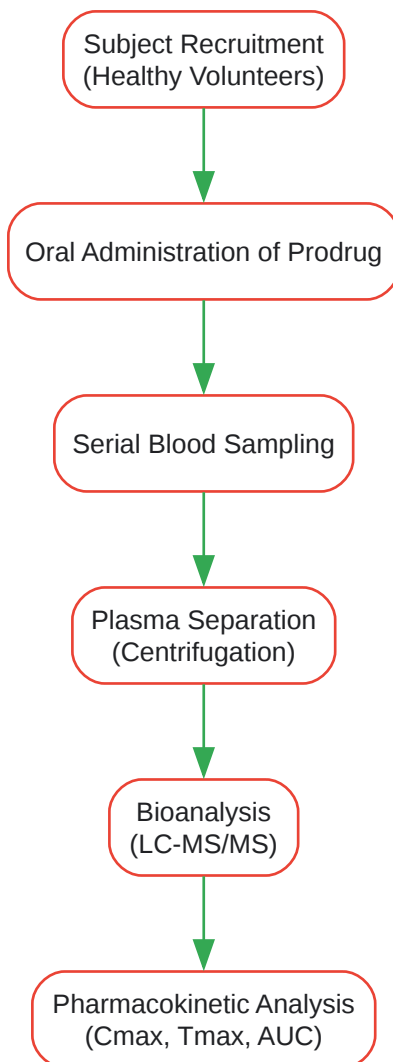 Subject Recruitment
(Healthy Volunteers)
Oral Administration of Prodrug
Serial Blood Sampling
Plasma Separation
(Centrifugation)
Bioanalysis
(LC-MS/MS)
Pharmacokinetic Analysis
(Cmax, Tmax, AUC)